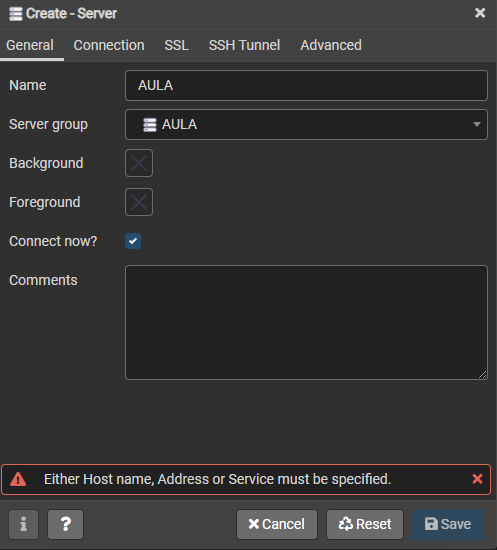 Create - Server
General Connection SSL SSH Tunnel Advanced
Name AULA
Server group AULA
Background
Foreground
Connect now?
Comments
Either Host name, Address or Service must be specified.
i ? Cancel Reset Save